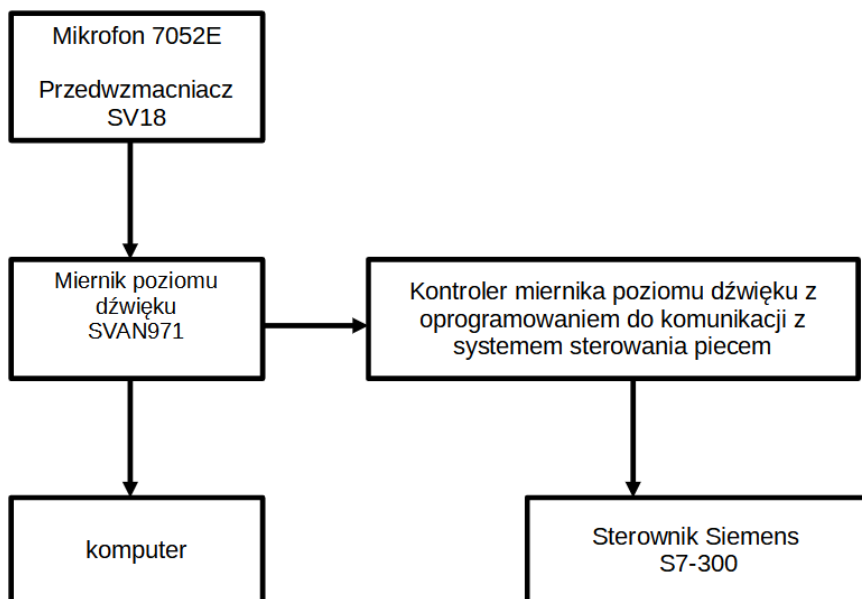 Mikrofon 7052E
Przedwzmacniacz
SV18
Miernik poziomu
dźwięku
SVAN971
Kontroler miernika poziomu dźwięku z
oprogramowaniem do komunikacji z
systemem sterowania piecem
komputer
Sterownik Siemens
S7-300